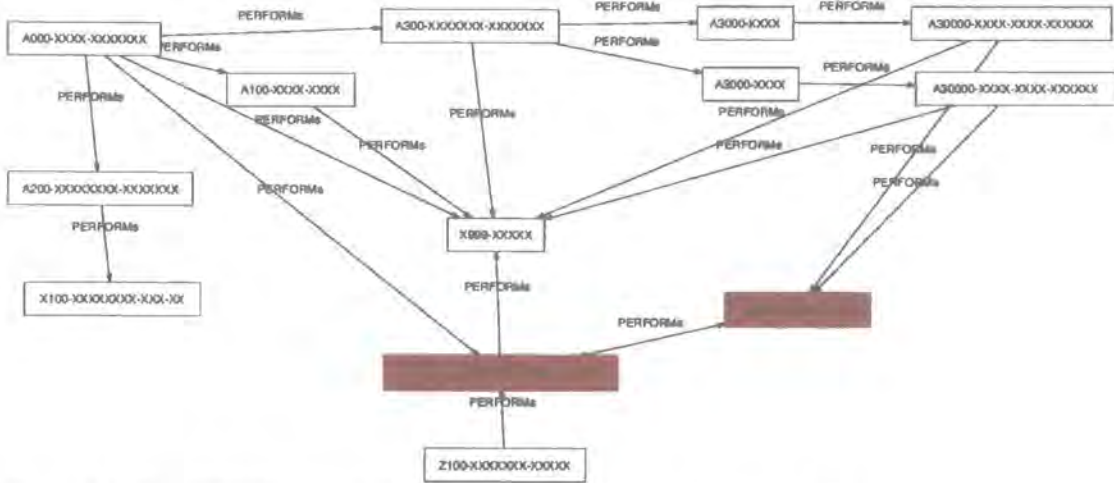 PERFORMs
PERFORMs
PERFORMs
A000-XXXX-XXXXXXX
A300-XXXXXXX-XXXXXXX
A3000-XXXX
A30000-XXXX-XXXX-XXXXXX
PERFORMs
PERFORMs
PERFORMs
A100-XXXX-XXXX
A3000-XXXX
A30000-XXXX-XXXX-XXXXXX
PERFORMs
PERFORMs
PERFORMs
PERFORMs
PERFORMs
PERFORMs
PERFORMs
A200-XXXXXXXX-XXXXXXX
PERFORMs
PERFORMs
PERFORMs
X999-XXXXX
PERFORMs
X100-XXXXXXXX-XXX-XX
PERFORMs
PERFORMs
Z100-XXXXXXX-XXXXX